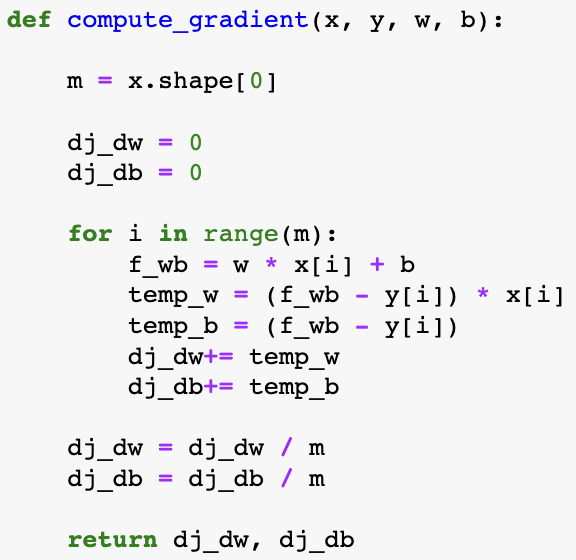 def compute_gradient(x, y, w, b):
    m = x.shape[0]
    dj_dw = 0
    dj_db = 0
    for i in range(m):
        f_wb = w * x[i] + b
        temp_w = (f_wb - y[i]) * x[i]
        temp_b = (f_wb - y[i])
        dj_dw+= temp_w
        dj_db+= temp_b
    dj_dw = dj_dw / m
    dj_db = dj_db / m
    return dj_dw, dj_db